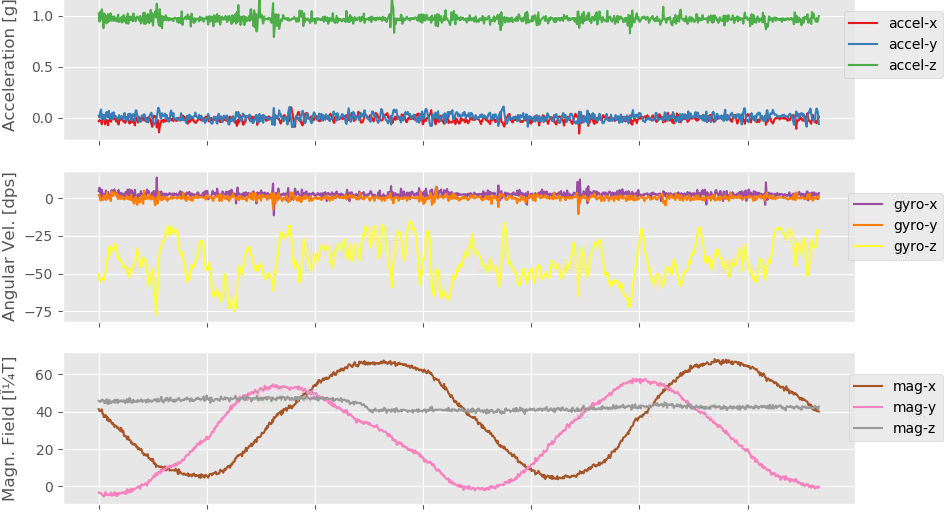 Acceleration [g]
1.0
0.5
0.0
accel-x
accel-y
accel-z
Angular Vel. [dps]
0
−25
−50
−75
gyro-x
gyro-y
gyro-z
Magn. Field [Î¼T]
60
40
20
0
mag-x
mag-y
mag-z